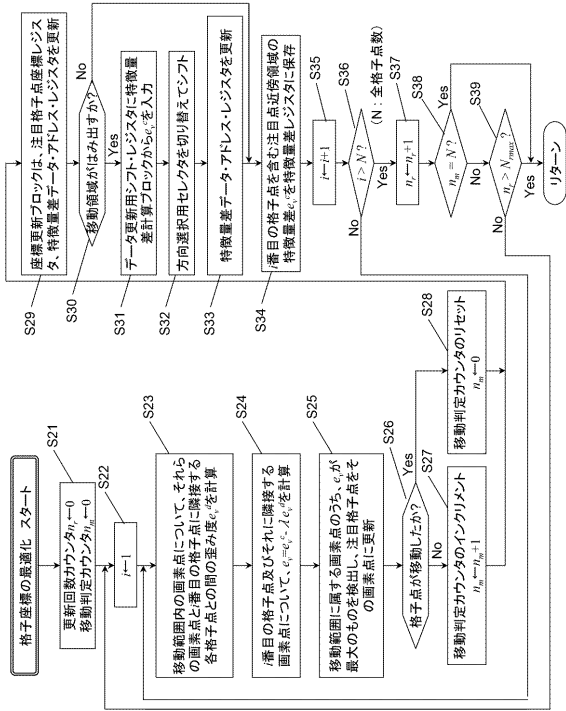 格子座標の最適化 スタート
S21
更新回数カウンタn_r←0
移動判定カウンタn_m←0
S22
i←1
S23
移動範囲内の画素点について、それら
の画素点とi番目の格子点に隣接する
各格子点との間の歪み度e_v^dを計算
S24
i番目の格子点及びそれに隣接する
画素点について、e_t=e_v^c-λe_v^dを計算
S25
移動範囲に属する画素点のうち、e_vが
最大のものを検出し、注目格子点をそ
の画素点に更新
S26
格子点が移動したか?
Yes
No
S27
移動判定カウンタのインクリメント
n_m←n_m+1
S28
移動判定カウンタのリセット
n_m←0
S29
座標更新ブロックは、注目格子点座標レジス
タ、特徴量差データ・アドレス・レジスタを更新
S30
移動領域がはみ出すか?
No
Yes
S31
データ更新用シフト・レジスタに特徴量
差計算ブロックからe_v^cを入力
S32
方向選択用セレクタを切り替えてシフト
S33
特徴量差データ・アドレス・レジスタを更新
S34
i番目の格子点を含む注目点近傍領域の
特徴量差e_v^cを特徴量差レジスタに保存
S35
i←i+1
S36
i>N?
(N:全格子点数)
No
Yes
S37
n_r←n_r+1
S38
n_m=N?
Yes
No
S39
n_r>N_rmax?
No
Yes
リターン